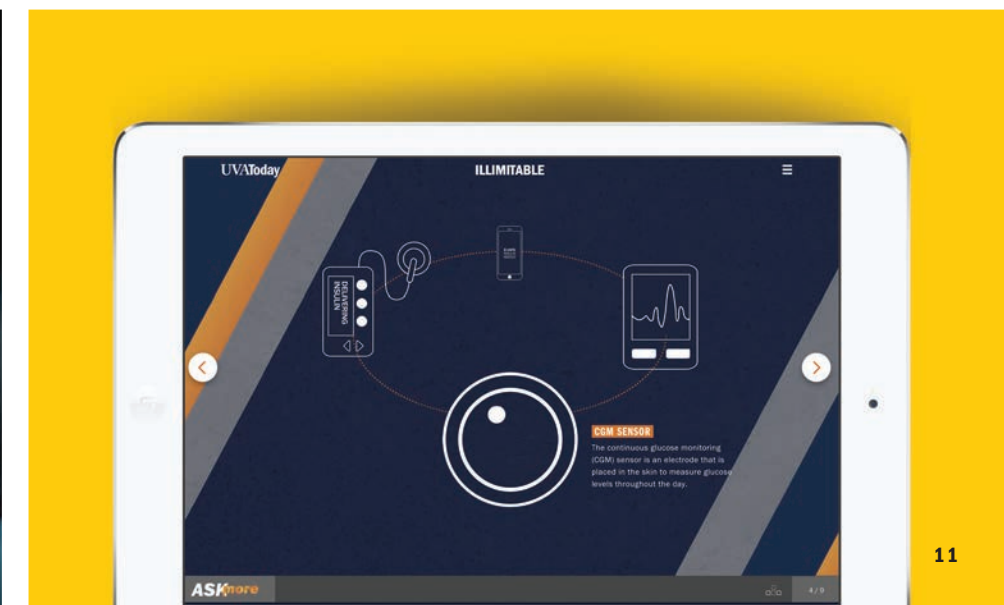 UVAToday
ILLIMITABLE
DELIVERING
INSULIN
CGM SENSOR
The continuous glucose monitoring
(CGM) sensor is an electrode that is
placed in the skin to measure glucose
levels throughout the day.
ASKmore
4/9
11